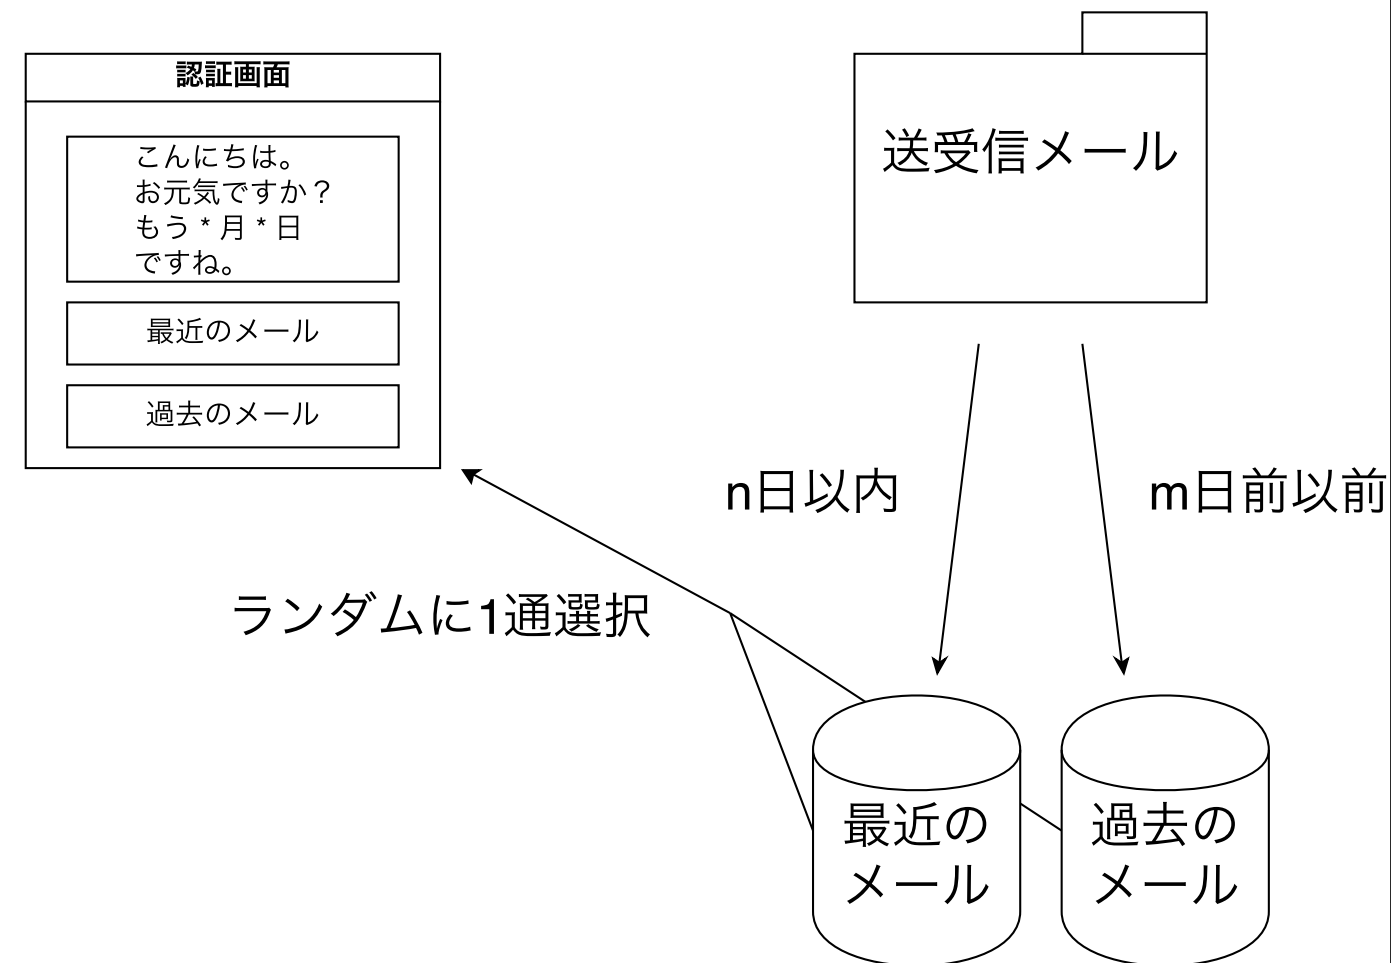 認証画面
こんにちは。
お元気ですか？
もう * 月 * 日
ですね。
最近のメール
過去のメール
送受信メール
n日以内
m日前以前
ランダムに1通選択
最近の
メール
過去の
メール